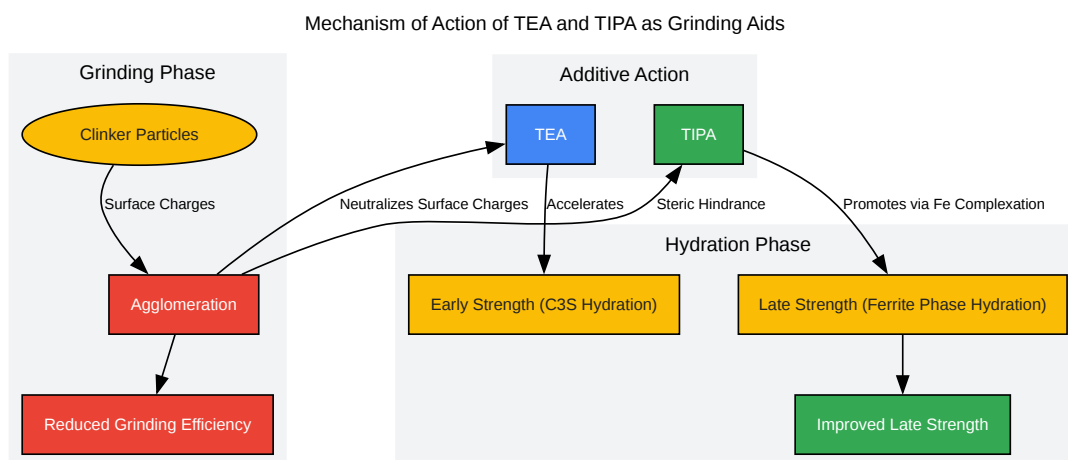 Mechanism of Action of TEA and TIPA as Grinding Aids
Grinding Phase
Additive Action
Clinker Particles
TEA
TIPA
Surface Charges
Neutralizes Surface Charges
Accelerates
Steric Hindrance
Promotes via Fe Complexation
Hydration Phase
Agglomeration
Early Strength (C3S Hydration)
Late Strength (Ferrite Phase Hydration)
Reduced Grinding Efficiency
Improved Late Strength